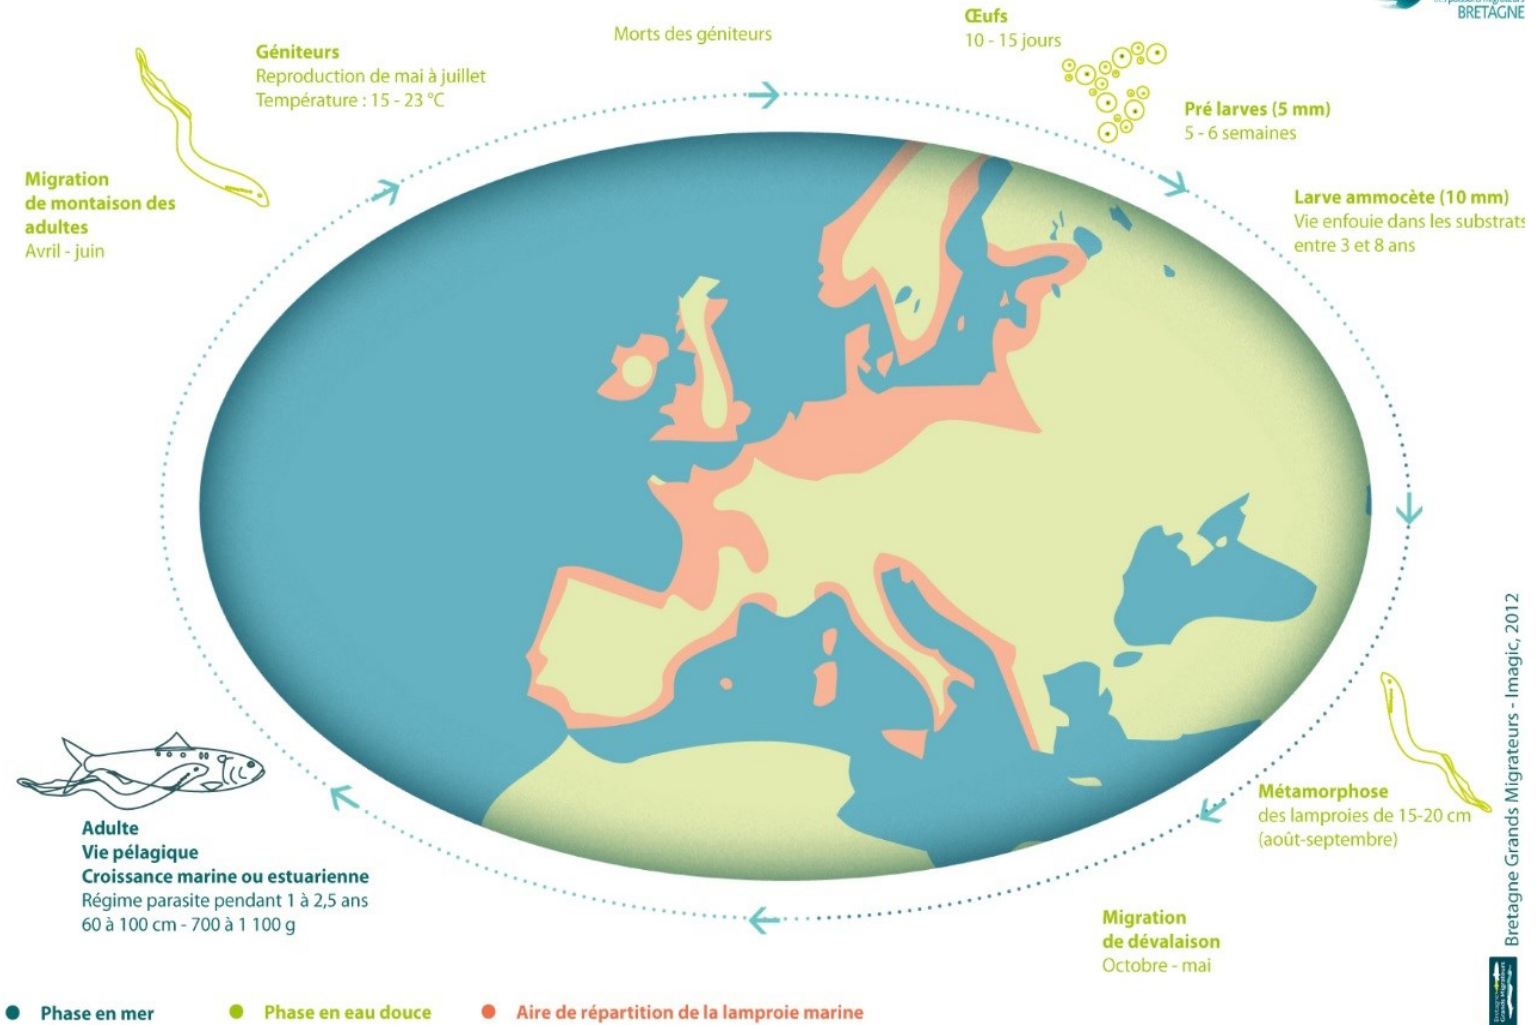 BRETAGNE
Œufs
10 - 15 jours
Morts des géniteurs
Géniteurs
Reproduction de mai à juillet
Température : 15 - 23 °C
Pré larves (5 mm)
5 - 6 semaines
Migration
de montaison des
adultes
Avril - juin
Larve ammocète (10 mm)
Vie enfouie dans les substrats
entre 3 et 8 ans
Métamorphose
des lamproies de 15-20 cm
(août-septembre)
Adulte
Vie pélagique
Croissance marine ou estuarienne
Régime parasite pendant 1 à 2,5 ans
60 à 100 cm - 700 à 1 100 g
Migration
de dévalaison
Octobre - mai
Bretagne Grands Migrateurs - Imagic, 2012
Phase en mer
Phase en eau douce
Aire de répartition de la lamproie marine